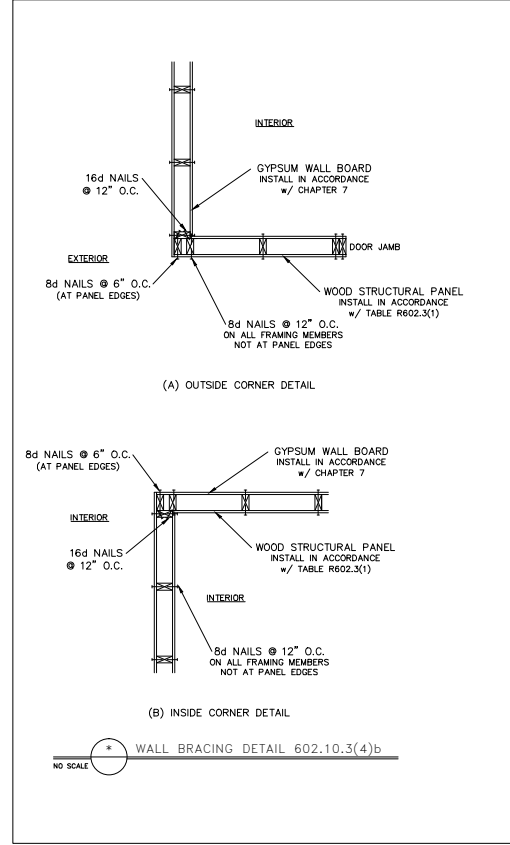 INTERIOR
16d NAILS
@ 12" O.C.
GYPSUM WALL BOARD
INSTALL IN ACCORDANCE
w/ CHAPTER 7
EXTERIOR
DOOR JAMB
8d NAILS @ 6" O.C.
(AT PANEL EDGES)
WOOD STRUCTURAL PANEL
INSTALL IN ACCORDANCE
w/ TABLE R602.3(1)
8d NAILS @ 12" O.C.
ON ALL FRAMING MEMBERS
NOT AT PANEL EDGES
(A) OUTSIDE CORNER DETAIL
8d NAILS @ 6" O.C.
(AT PANEL EDGES)
GYPSUM WALL BOARD
INSTALL IN ACCORDANCE
w/ CHAPTER 7
INTERIOR
16d NAILS
@ 12" O.C.
WOOD STRUCTURAL PANEL
INSTALL IN ACCORDANCE
w/ TABLE R602.3(1)
INTERIOR
8d NAILS @ 12" O.C.
ON ALL FRAMING MEMBERS
NOT AT PANEL EDGES
(B) INSIDE CORNER DETAIL
* WALL BRACING DETAIL 602.10.3(4)b
NO SCALE